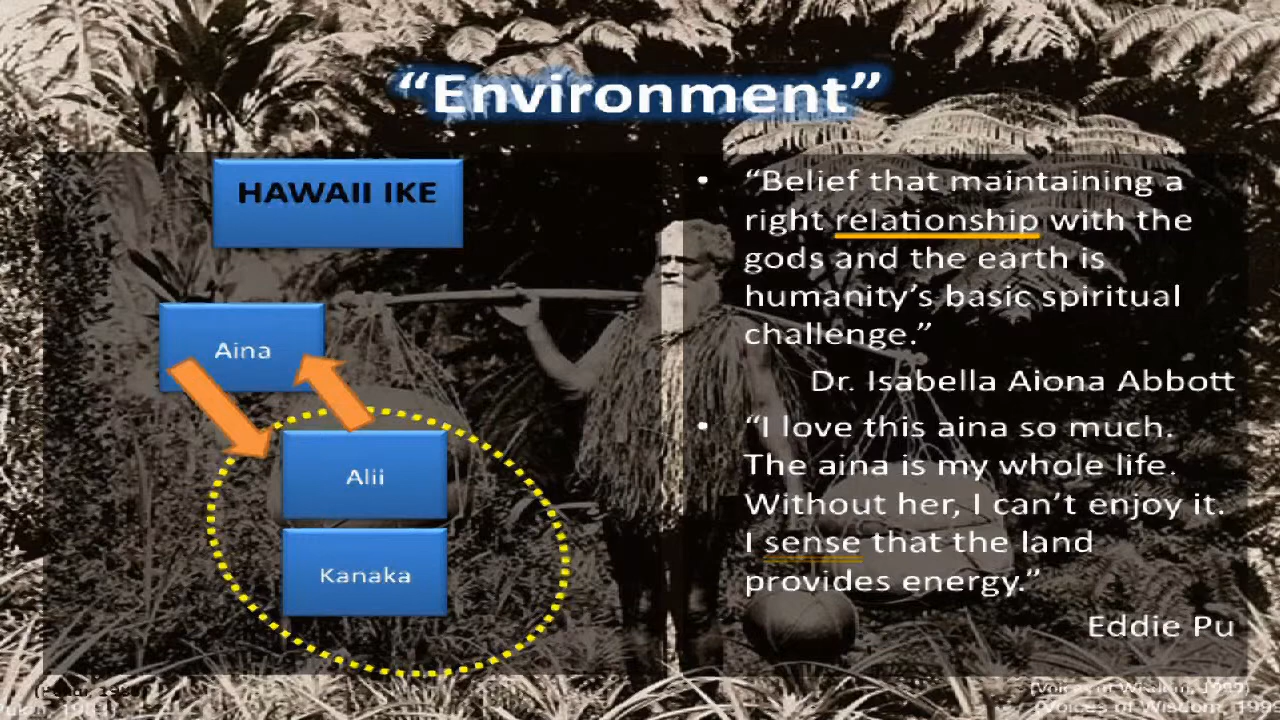 “Environment”
HAWAII IKE
Aina
Alii
Kanaka
• “Belief that maintaining a
right relationship with the
gods and the earth is
humanity’s basic spiritual
challenge.”
Dr. Isabella Aiona Abbott
• “I love this aina so much.
The aina is my whole life.
Without her, I can’t enjoy it.
I sense that the land
provides energy.”
Eddie Pu
(Voices of Wisdom, 1999)